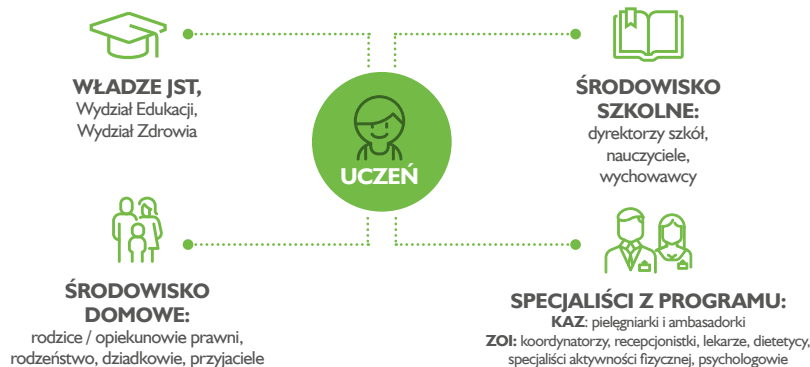 WŁADZE JST,
Wydział Edukacji,
Wydział Zdrowia
ŚRODOWISKO
SZKOLNE:
dyrektorzy szkół,
nauczyciele,
wychowawcy
UCZEŃ
ŚRODOWISKO
DOMOWE:
rodzice / opiekunowie prawni,
rodzeństwo, dziadkowie, przyjaciele
SPECJALIŚCI Z PROGRAMU:
KAZ: pielęgniarki i ambasadorki
ZOI: koordynatorzy, recepcjonistki, lekarze, dietetycy,
specjaliści aktywności fizycznej, psychologowie